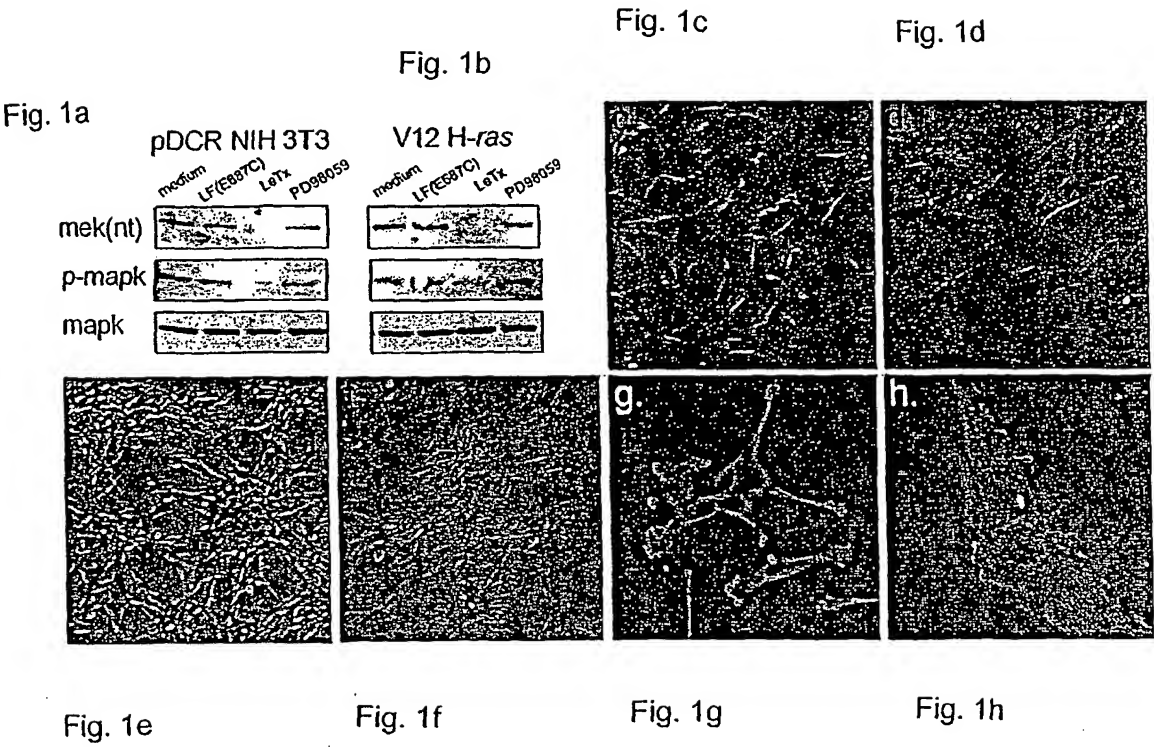 Fig. 1c
Fig. 1d
Fig. 1b
Fig. 1a
pDCR NIH 3T3
V12 H-ras
medium LF(E687C) LeTx PD98059
medium LF(E687C) LeTx PD98059
mek(nt)
p-mapk
mapk
d.
g.
h.
Fig. 1e
Fig. 1f
Fig. 1g
Fig. 1h